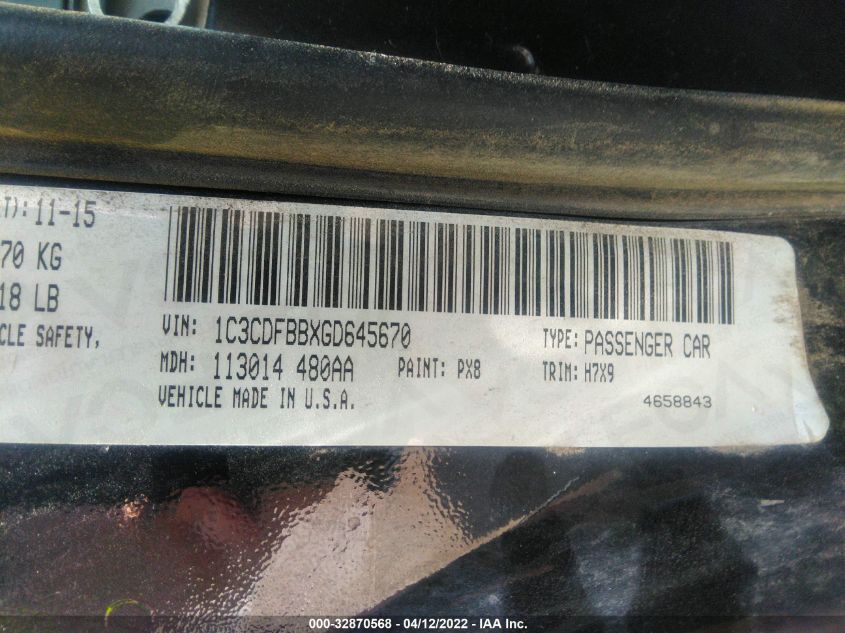 T): 11-15
70 KG
18 LB
CLE SAFETY,
VIN: 1C3CDFBBXGD645670 TYPE: PASSENGER CAR
MDH: 113014 480AA PAINT: PX8 TRIM: H7X9
VEHICLE MADE IN U.S.A. 4658843
000-32870568 - 04/12/2022 - IAA, Inc.